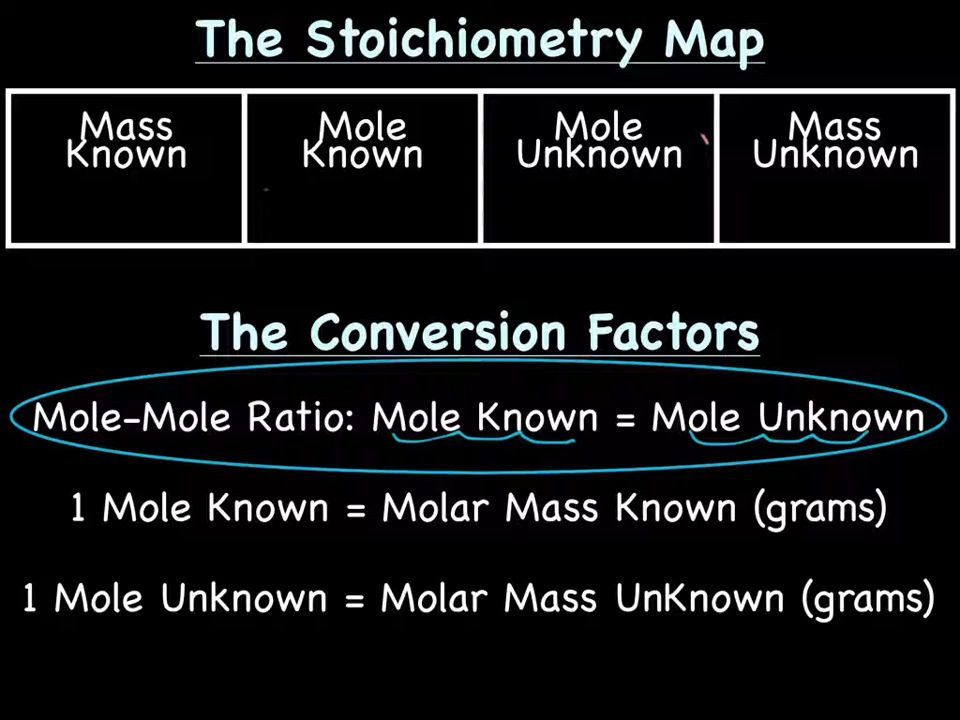 The Stoichiometry Map
Mass Known
Mole Known
Mole Unknown
Mass Unknown
The Conversion Factors
Mole-Mole Ratio: Mole Known = Mole Unknown
1 Mole Known = Molar Mass Known (grams)
1 Mole Unknown = Molar Mass UnKnown (grams)